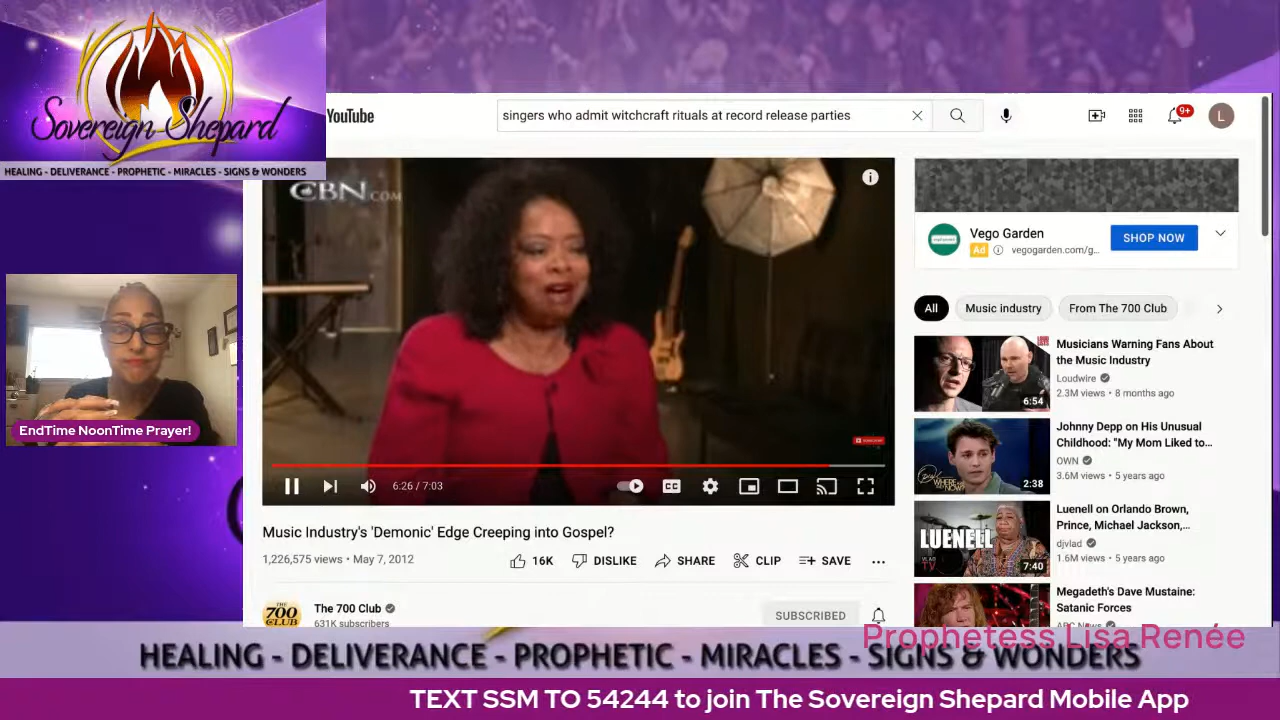 Sovereign Shepard
HEALING - DELIVERANCE - PROPHETIC - MIRACLES - SIGNS & WONDERS
EndTime NoonTime Prayer!
YouTube
singers who admit witchcraft rituals at record release parties
9+
L
CBN.COM
6:26 / 7:03
CC
Music Industry's 'Demonic' Edge Creeping into Gospel?
1,226,575 views • May 7, 2012
16K
DISLIKE
SHARE
CLIP
SAVE
THE 700 CLUB
The 700 Club
631K subscribers
SUBSCRIBED
Vego Garden
Ad
vegogarden.com/g...
SHOP NOW
All
Music industry
From The 700 Club
Musicians Warning Fans About
the Music Industry
Loudwire
2.3M views • 8 months ago
6:54
Johnny Depp on His Unusual
Childhood: "My Mom Liked to...
OWN
3.6M views • 5 years ago
2:38
Luenell on Orlando Brown,
Prince, Michael Jackson,...
djvlad
1.6M views • 5 years ago
LUENELL
7:40
Megadeth's Dave Mustaine:
Satanic Forces
ABC News
Prophetess Lisa Renée
HEALING - DELIVERANCE - PROPHETIC - MIRACLES - SIGNS & WONDERS
TEXT SSM TO 54244 to join The Sovereign Shepard Mobile App